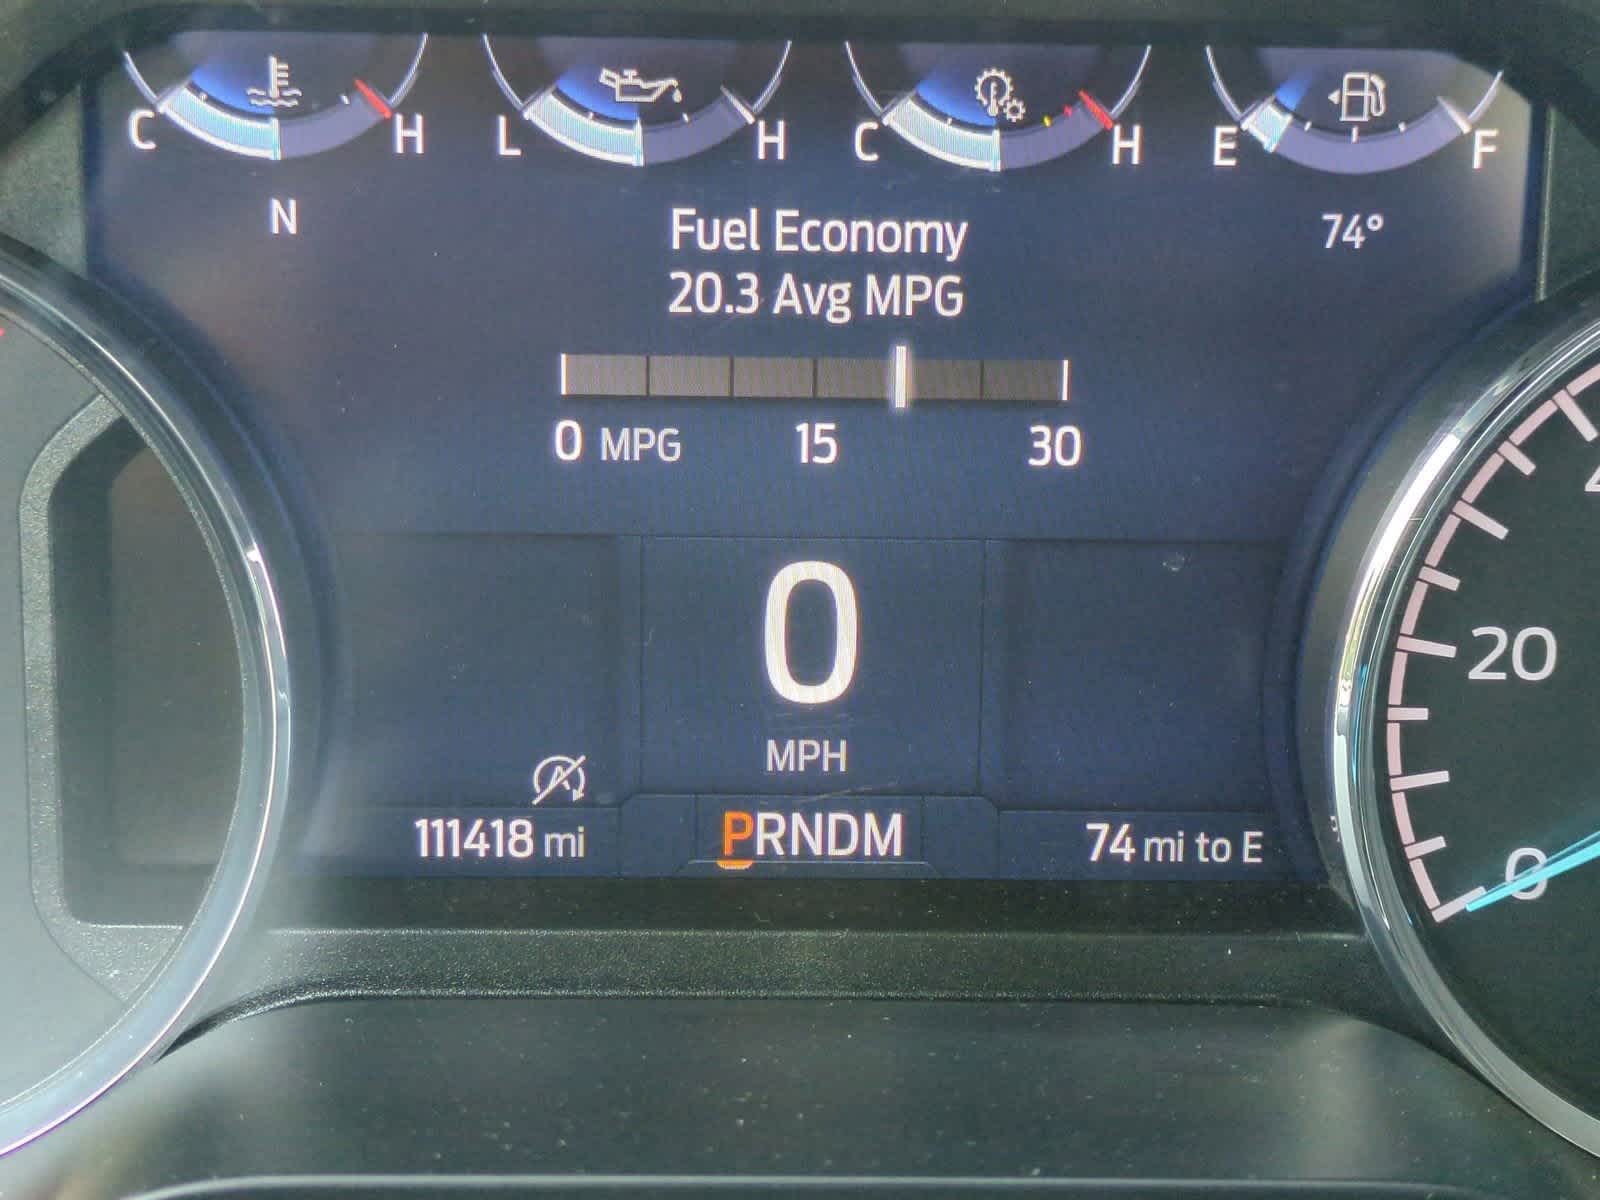 C H L H C H E F
N
74°
Fuel Economy
20.3 Avg MPG
0 MPG 15 30
0
MPH
A
111418 mi
PRNDM
74 mi to E
20
0